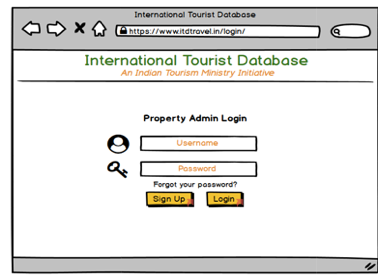 International Tourist Database
https://www.itdtravel.in/login/
International Tourist Database
An Indian Tourism Ministry Initiative
Property Admin Login
Username
Password
Forgot your password?
Sign Up
Login